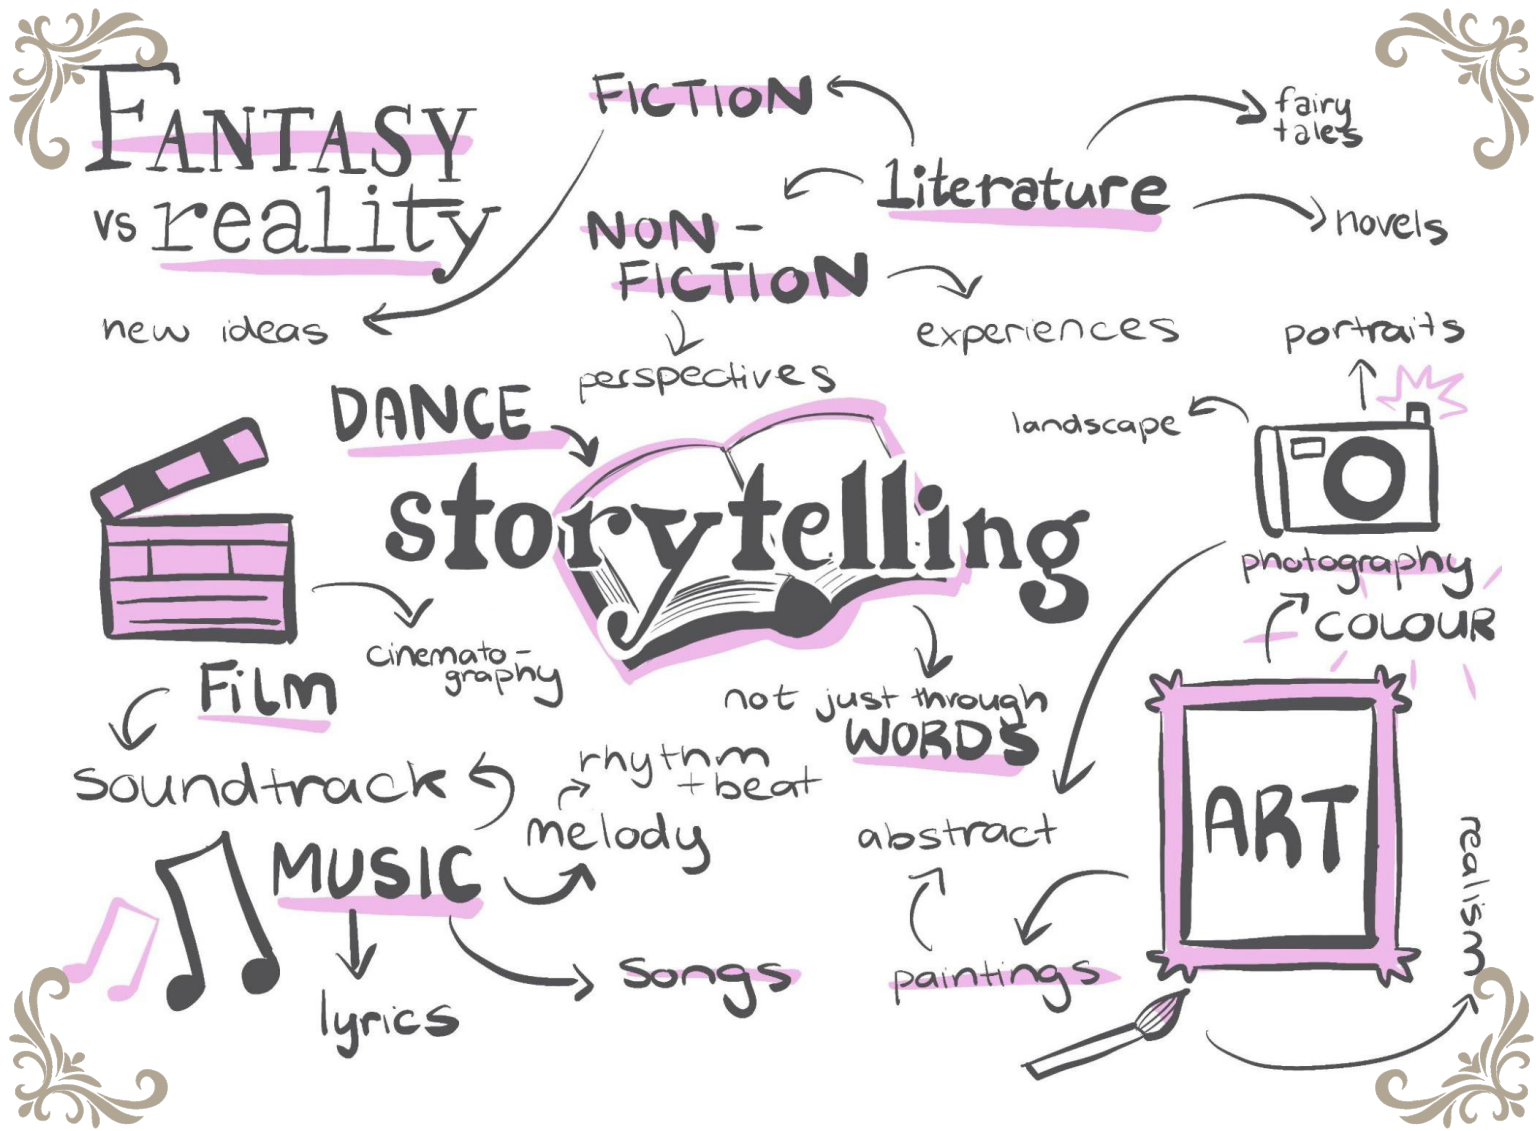 FANTASY
vs reality
new ideas
FICTION
NON-
FICTION
perspectives
experiences
literature
fairy
tales
novels
portraits
landscape
photography
COLOUR
DANCE
storytelling
not just through
WORDS
cinemato-
graphy
FiLm
soundtrack
MUSIC
rhythm
+ beat
melody
lyrics
songs
abstract
paintings
ART
realism